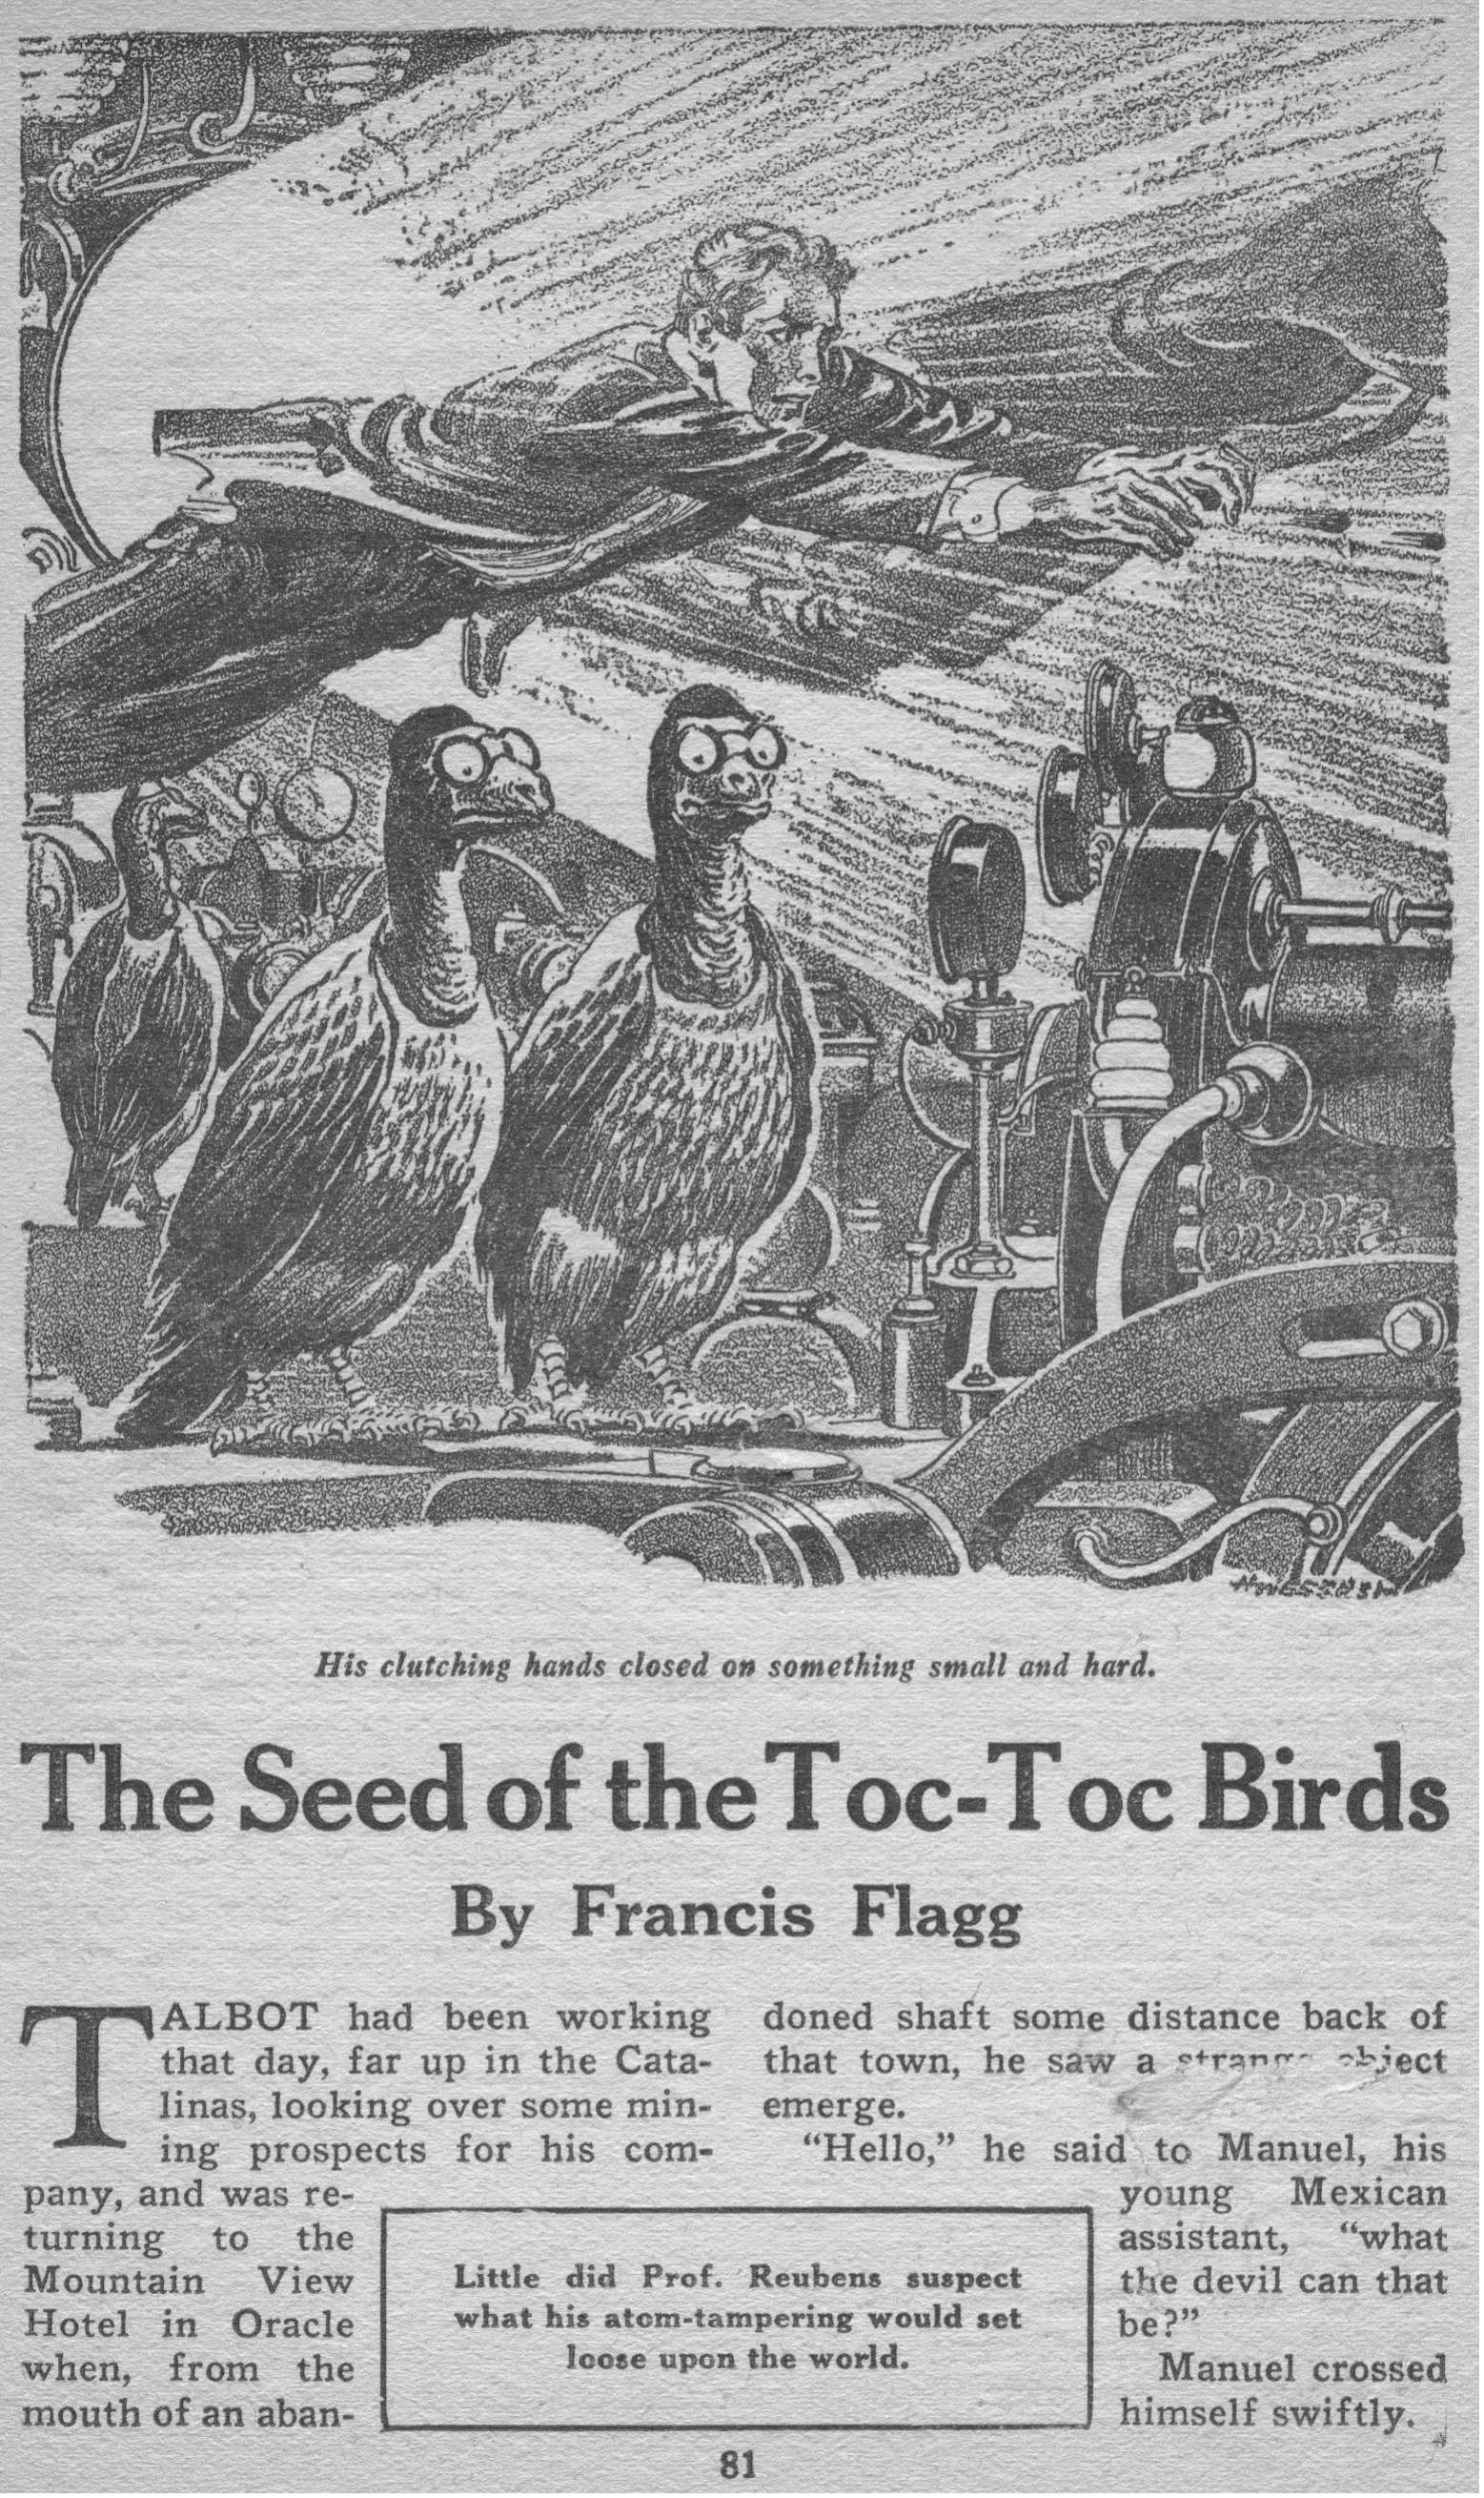 His clutching hands closed on something small and hard.
The Seed of the Toc-Toc Birds
By Francis Flagg
TALBOT had been working
that day, far up in the Cata-
linas, looking over some min-
ing prospects for his com-
pany, and was re-
turning to the
Mountain View
Hotel in Oracle
when, from the
mouth of an aban-
doned shaft some distance back of
that town, he saw a strange object
emerge.
"Hello," he said to Manuel, his
young Mexican
assistant, "what
the devil can that
be?"
Manuel crossed
himself swiftly.
Little did Prof. Reubens suspect
what his atom-tampering would set
loose upon the world.
81